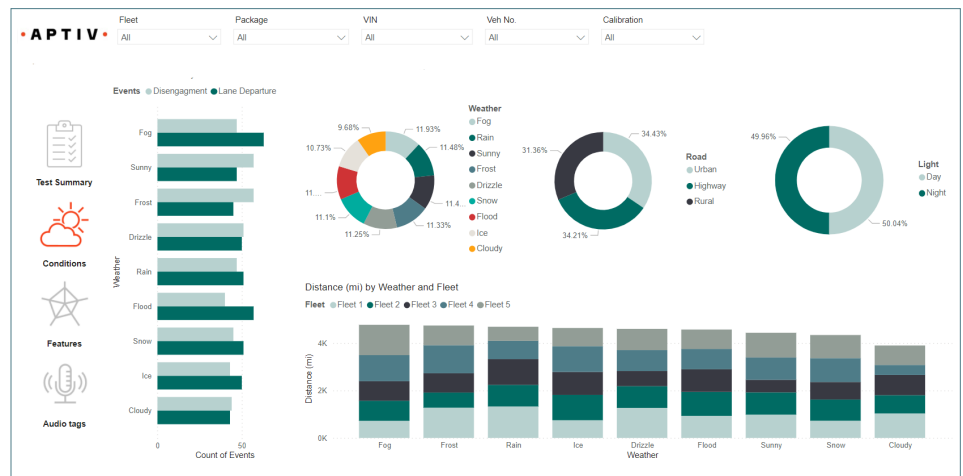 • A P T I V •
Fleet
All
Package
All
VIN
All
Veh No.
All
Calibration
All
Test Summary
Conditions
Features
Audio tags
Events Disengagment Lane Departure
Weather
Fog
Sunny
Frost
Drizzle
Rain
Flood
Snow
Ice
Cloudy
0 50
Count of Events
9.68%
11.93%
10.73%
11.48%
11....
11.4...
11.1%
11.33%
11.25%
Weather
Fog
Rain
Sunny
Frost
Drizzle
Snow
Flood
Ice
Cloudy
34.43%
31.36%
34.21%
Road
Urban
Highway
Rural
49.96%
50.04%
Light
Day
Night
Distance (mi) by Weather and Fleet
Fleet Fleet 1 Fleet 2 Fleet 3 Fleet 4 Fleet 5
Distance (mi)
4K
2K
0K
Fog Frost Rain Ice Drizzle Flood Sunny Snow Cloudy
Weather